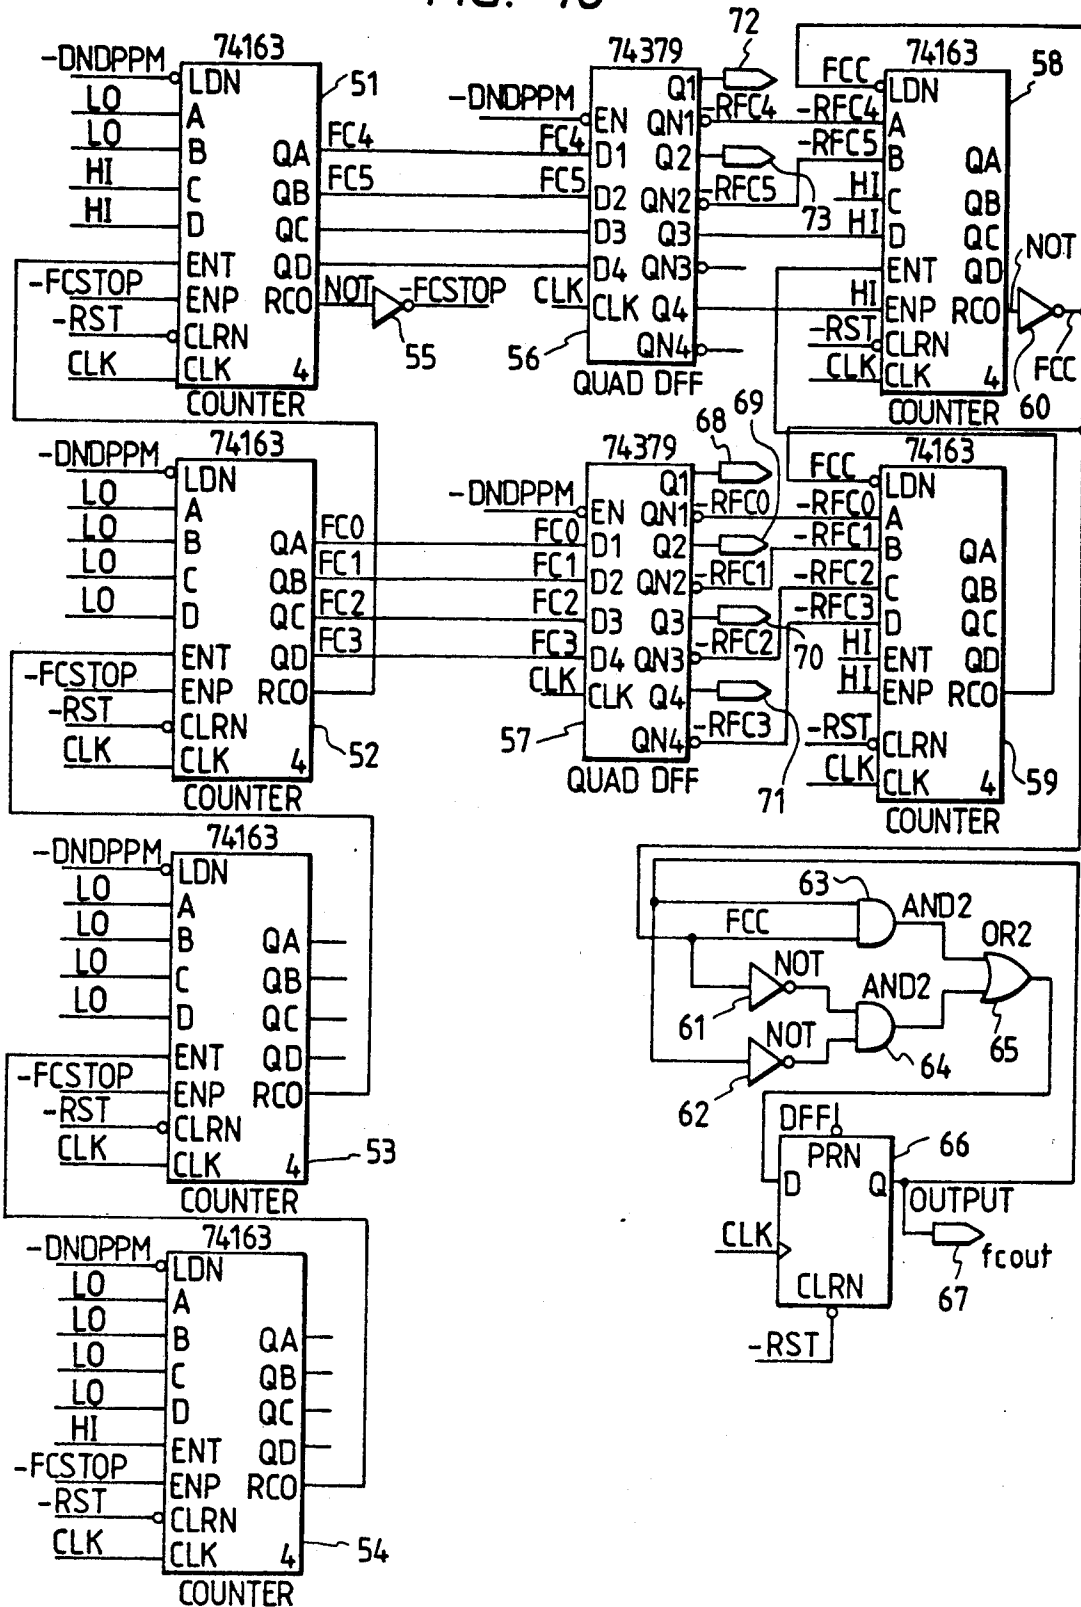 74163
-DNDPPM
LDN
LO
A
LO
B
HI
C
HI
D
QA
FC4
QB
FC5
QC
QD
ENT
-FCSTOP
ENP
RCO
NOT
-FCSTOP
-RST
CLRN
CLK
CLK
4
COUNTER
51
55
74379
-DNDPPM
EN
FC4
D1
FC5
D2
D3
D4
CLK
CLK
Q1
QN1
-RFC4
Q2
QN2
-RFC5
Q3
QN3
Q4
QN4
QUAD DFF
56
72
73
74163
58
FCC
LDN
-RFC4
A
-RFC5
B
HI
C
HI
D
ENT
HI
ENP
-RST
CLRN
CLK
CLK
QA
QB
QC
QD
RCO
4
NOT
FCC
60
COUNTER
74163
-DNDPPM
LDN
LO
A
LO
B
LO
C
LO
D
ENT
-FCSTOP
ENP
-RST
CLRN
CLK
CLK
QA
FC0
QB
FC1
QC
FC2
QD
FC3
RCO
4
52
COUNTER
74379
-DNDPPM
EN
FC0
D1
FC1
D2
FC2
D3
FC3
D4
CLK
CLK
Q1
QN1
-RFC0
Q2
QN2
-RFC1
Q3
QN3
-RFC2
Q4
QN4
-RFC3
57
QUAD DFF
68
69
70
71
74163
FCC
LDN
-RFC0
A
-RFC1
B
-RFC2
C
-RFC3
D
HI
ENT
HI
ENP
-RST
CLRN
CLK
CLK
QA
QB
QC
QD
RCO
4
59
COUNTER
74163
-DNDPPM
LDN
LO
A
LO
B
LO
C
LO
D
ENT
-FCSTOP
ENP
-RST
CLRN
CLK
CLK
QA
QB
QC
QD
RCO
4
53
COUNTER
63
AND2
FCC
OR2
NOT
61
AND2
NOT
64
65
62
DFF
PRN
66
D
Q
OUTPUT
CLK
fcout
67
CLRN
-RST
74163
-DNDPPM
LDN
LO
A
LO
B
LO
C
LO
D
HI
ENT
-FCSTOP
ENP
-RST
CLRN
CLK
CLK
QA
QB
QC
QD
RCO
4
54
COUNTER